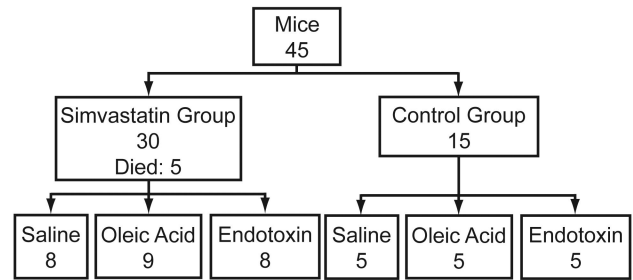 Mice
45
Simvastatin Group
30
Died: 5
Control Group
15
Saline
8
Oleic Acid
9
Endotoxin
8
Saline
5
Oleic Acid
5
Endotoxin
5